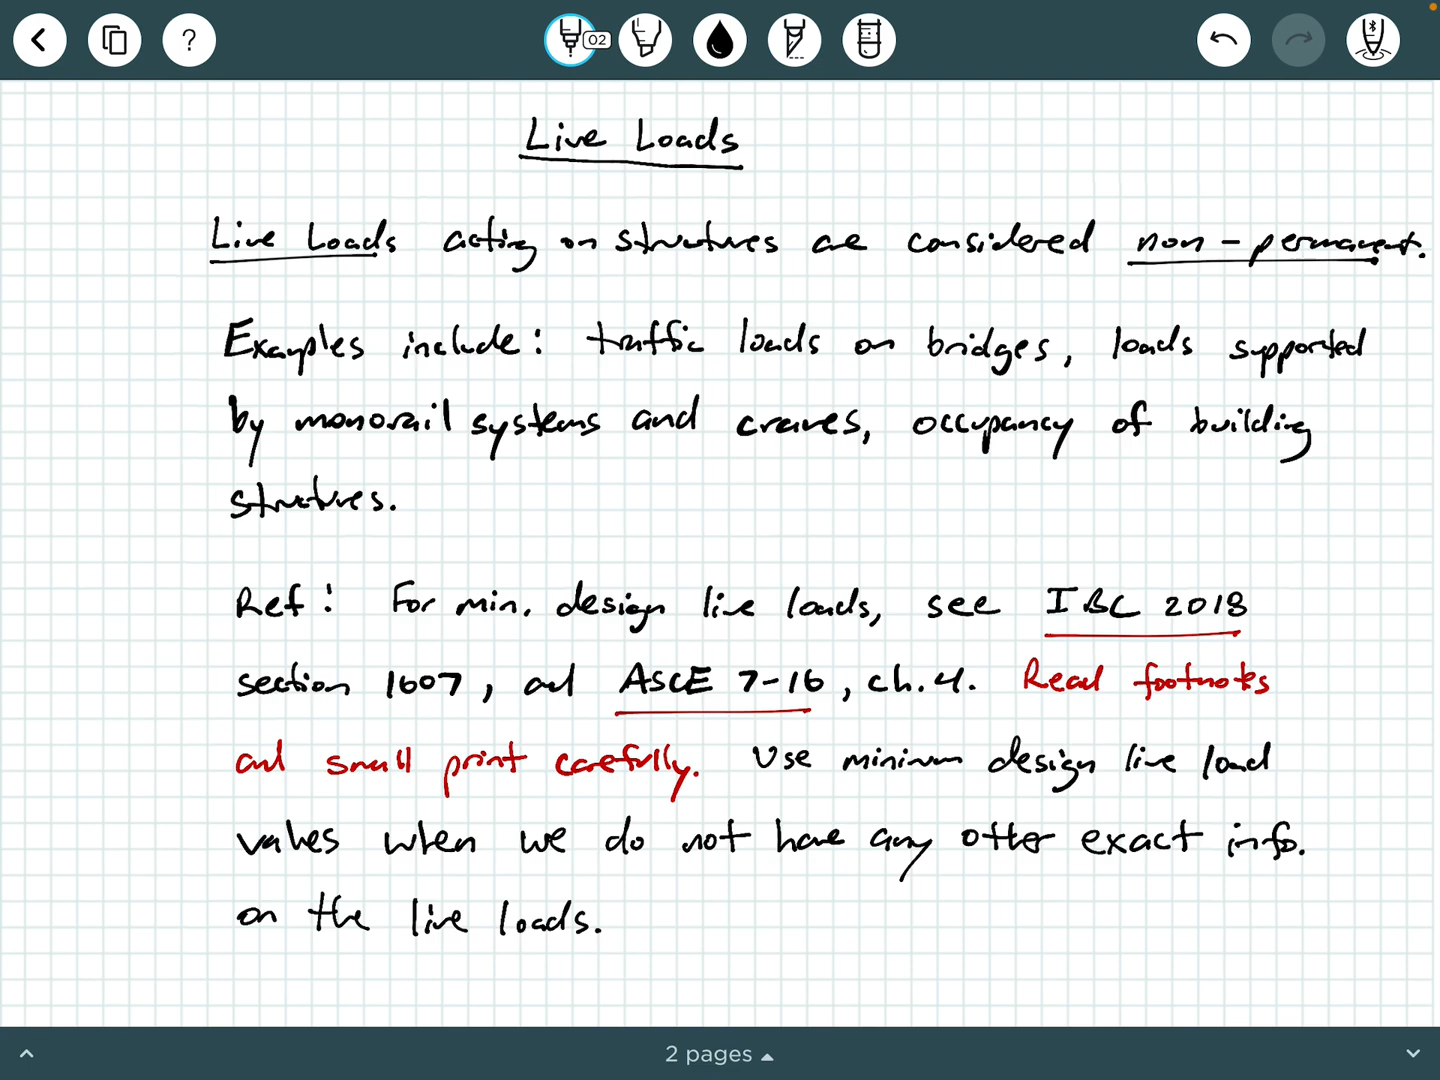 ?
02
Live Loads
Live Loads acting on structures are considered non-permanent.
Examples include: traffic loads on bridges, loads supported
by monorail systems and cranes, occupancy of building
structures.
Ref: For min. design live loads, see IBC 2018
section 1607, and ASCE 7-16, ch.4. Read footnotes
and small print carefully. Use minimum design live load
values when we do not have any other exact info.
on the live loads.
2 pages